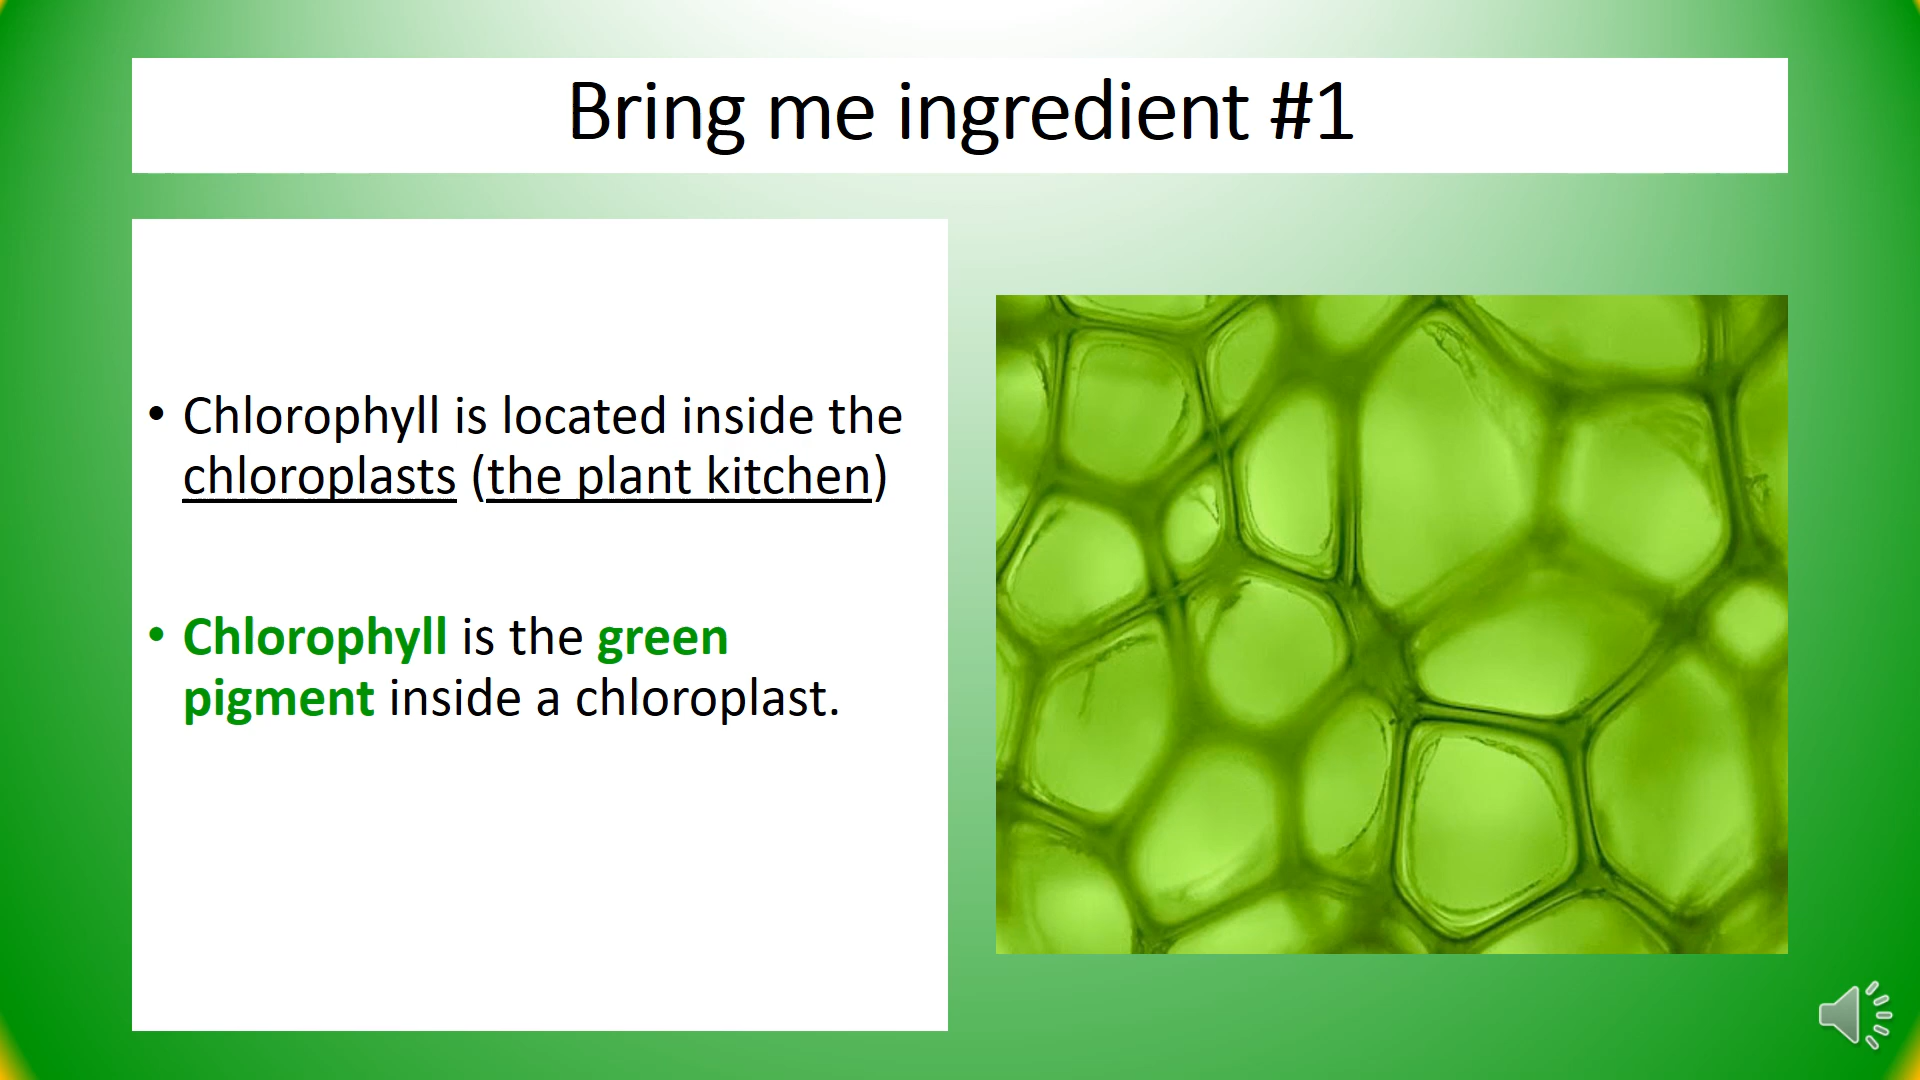 Bring me ingredient #1
• Chlorophyll is located inside the
chloroplasts (the plant kitchen)
• Chlorophyll is the green
pigment inside a chloroplast.